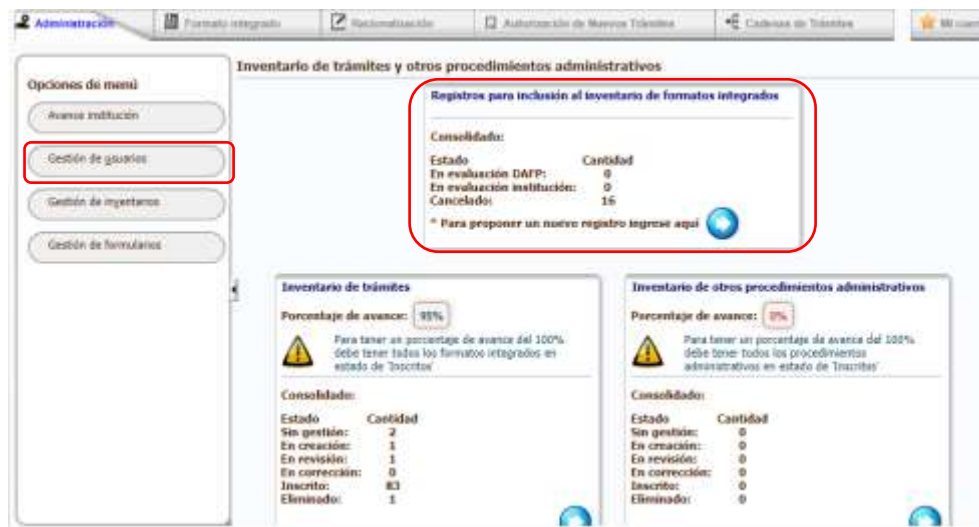 Administración
Formato integrado
Racionalización
Autorización de Nuevos Trámites
Cadenas de Trámites
Mi cuen
Opciones de menú
Avance institución
Gestión de usuarios
Gestión de inventarios
Gestión de formularios
Inventario de trámites y otros procedimientos administrativos
Registros para inclusión al inventario de formatos integrados
Consolidado:
Estado Cantidad
En evaluación DAFP: 0
En evaluación institución: 0
Cancelado: 16
* Para proponer un nuevo registro ingrese aquí
Inventario de trámites
Porcentaje de avance: 95%
Para tener un porcentaje de avance del 100%
debe tener todos los formatos integrados en
estado de 'Inscritos'
Consolidado:
Estado Cantidad
Sin gestión: 2
En creación: 1
En revisión: 1
En corrección: 0
Inscrito: 83
Eliminado: 1
Inventario de otros procedimientos administrativos
Porcentaje de avance: 0%
Para tener un porcentaje de avance del 100%
debe tener todos los procedimientos
administrativos en estado de 'Inscritos'
Consolidado:
Estado Cantidad
Sin gestión: 0
En creación: 0
En revisión: 0
En corrección: 0
Inscrito: 0
Eliminado: 0